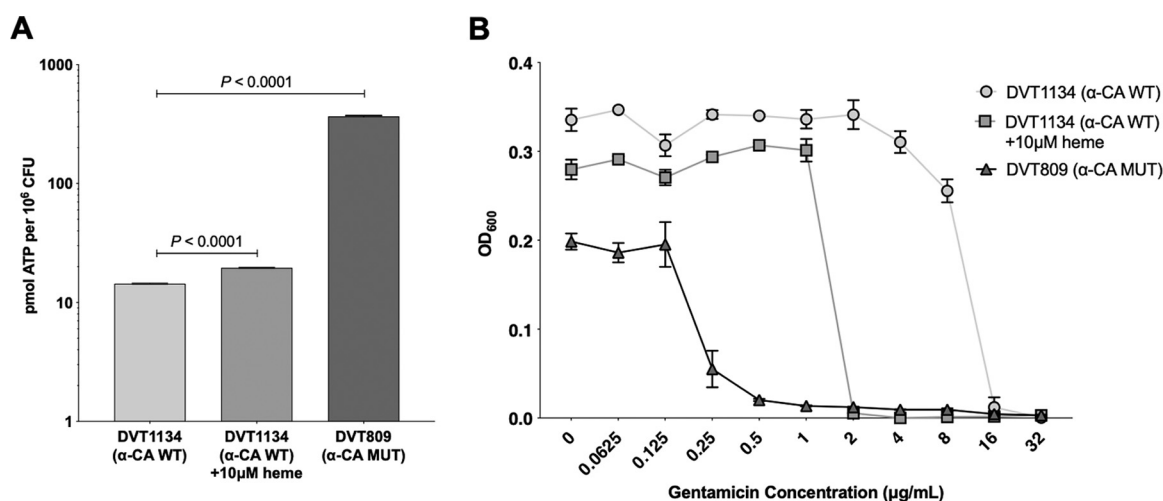 A
1000
100
10
1
pmol ATP per 10⁶ CFU
P < 0.0001
P < 0.0001
DVT1134
(α-CA WT)
DVT1134
(α-CA WT)
+10μM heme
DVT809
(α-CA MUT)
B
0.4
0.3
0.2
0.1
0.0
OD₆₀₀
0
0.0625
0.125
0.25
0.5
1
2
4
8
16
32
Gentamicin Concentration (μg/mL)
DVT1134 (α-CA WT)
DVT1134 (α-CA WT)
+10μM heme
DVT809 (α-CA MUT)